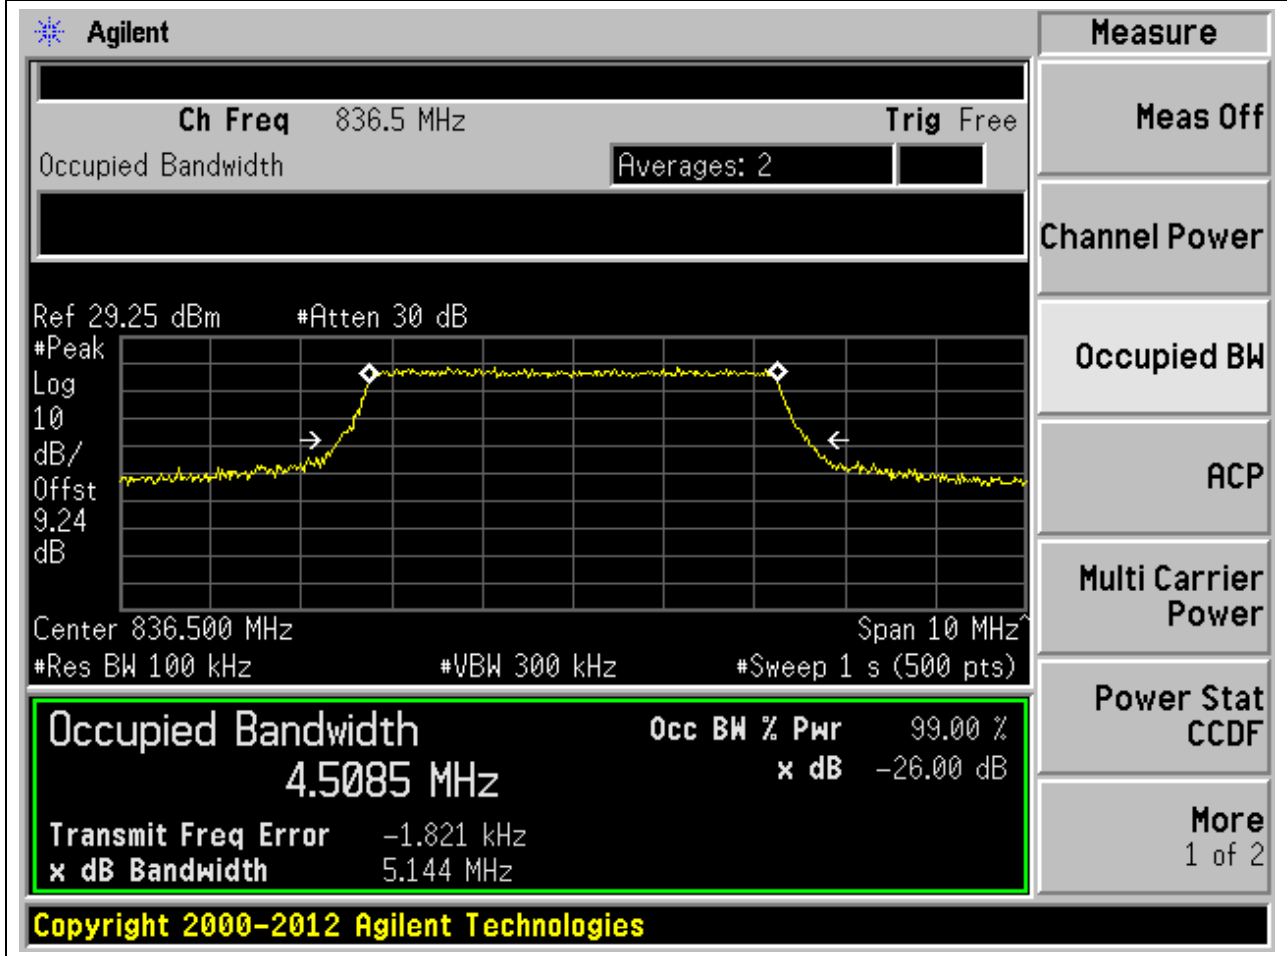 Agilent
Measure
Ch Freq 836.5 MHz Trig Free
Occupied Bandwidth Averages: 2
Meas Off
Channel Power
Occupied BW
ACP
Multi Carrier
Power
Power Stat
CCDF
More
1 of 2
Ref 29.25 dBm #Atten 30 dB
#Peak
Log
10
dB/
Offst
9.24
dB
Center 836.500 MHz Span 10 MHz^
#Res BW 100 kHz #VBW 300 kHz #Sweep 1 s (500 pts)
Occupied Bandwidth Occ BW % Pwr 99.00 %
4.5085 MHz x dB -26.00 dB
Transmit Freq Error -1.821 kHz
x dB Bandwidth 5.144 MHz
Copyright 2000-2012 Agilent Technologies